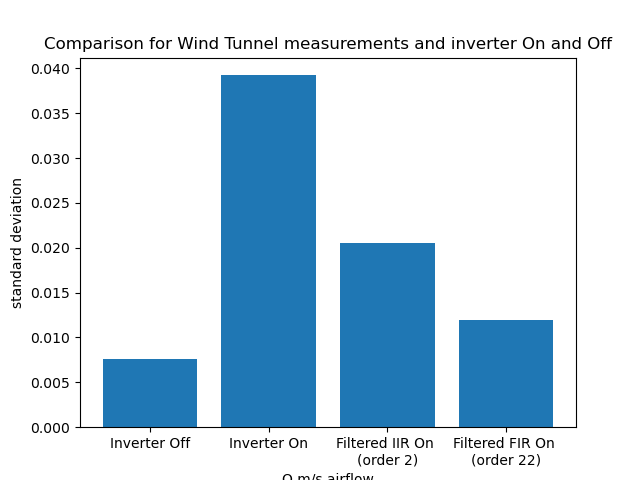 Comparison for Wind Tunnel measurements and inverter On and Off
0.040
0.035
0.030
0.025
0.020
0.015
0.010
0.005
0.000
standard deviation
Inverter Off
Inverter On
Filtered IIR On
(order 2)
Filtered FIR On
(order 22)
m/s airflow